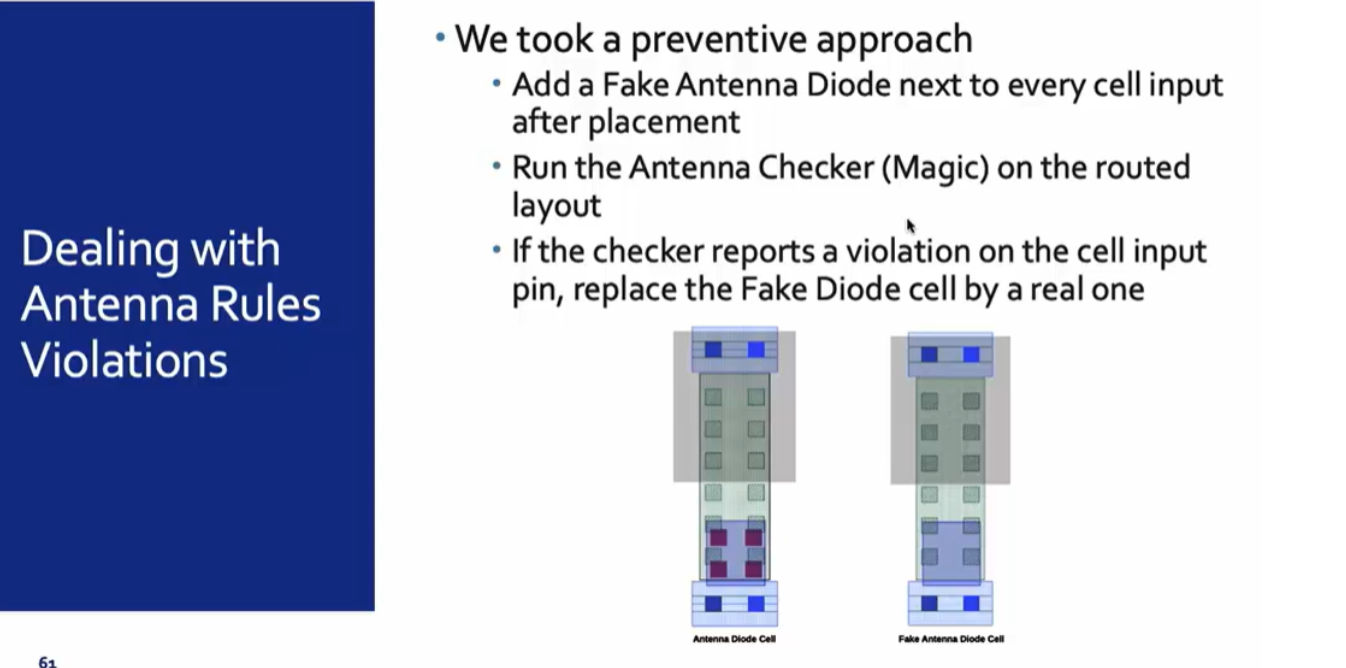 Dealing with
Antenna Rules
Violations
• We took a preventive approach
• Add a Fake Antenna Diode next to every cell input
after placement
• Run the Antenna Checker (Magic) on the routed
layout
• If the checker reports a violation on the cell input
pin, replace the Fake Diode cell by a real one
Antenna Diode Cell
Fake Antenna Diode Cell
61